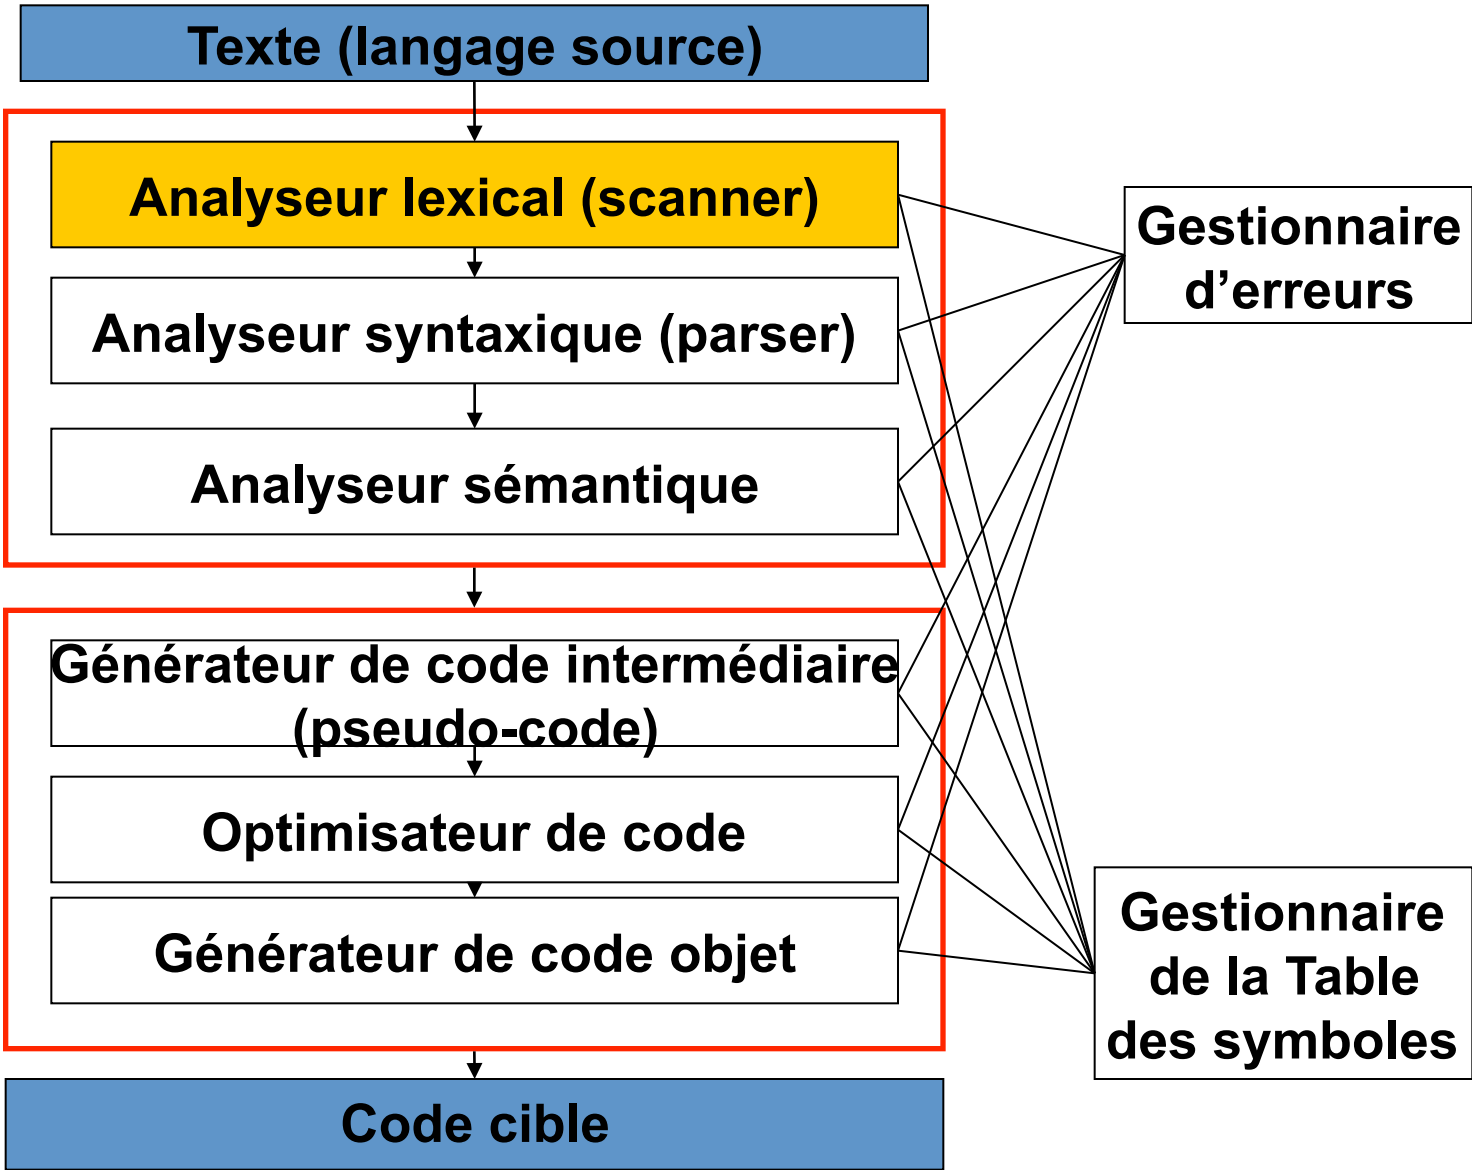 Texte (langage source)
Analyseur lexical (scanner)
Analyseur syntaxique (parser)
Analyseur sémantique
Générateur de code intermédiaire
(pseudo-code)
Optimisateur de code
Générateur de code objet
Code cible
Gestionnaire
d’erreurs
Gestionnaire
de la Table
des symboles